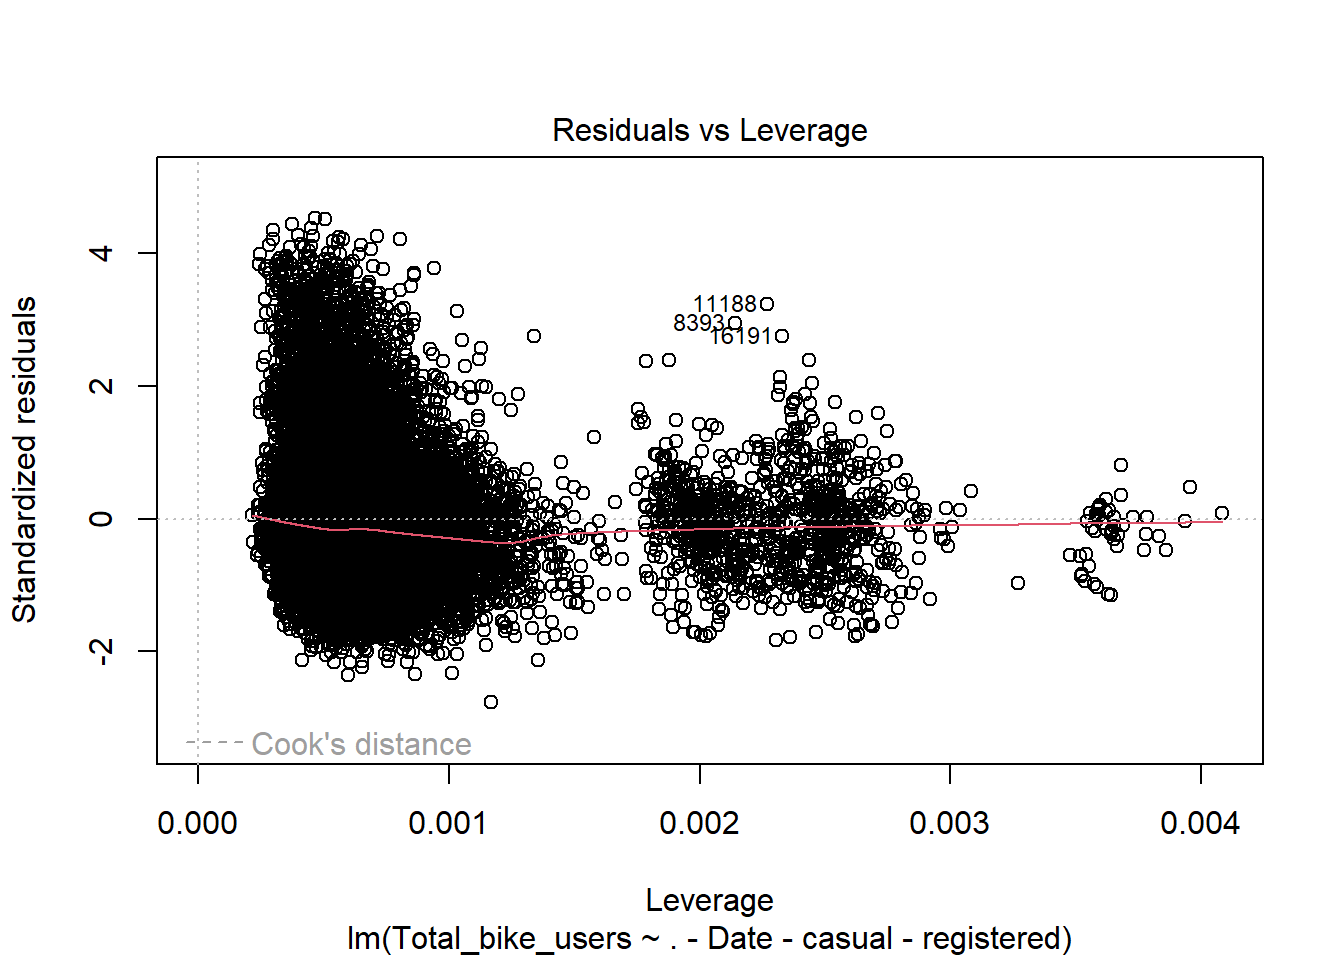 Residuals vs Leverage
Standardized residuals
4
2
0
-2
11188
8393
16191
Cook's distance
0.000 0.001 0.002 0.003 0.004
Leverage
lm(Total_bike_users ~ . - Date - casual - registered)